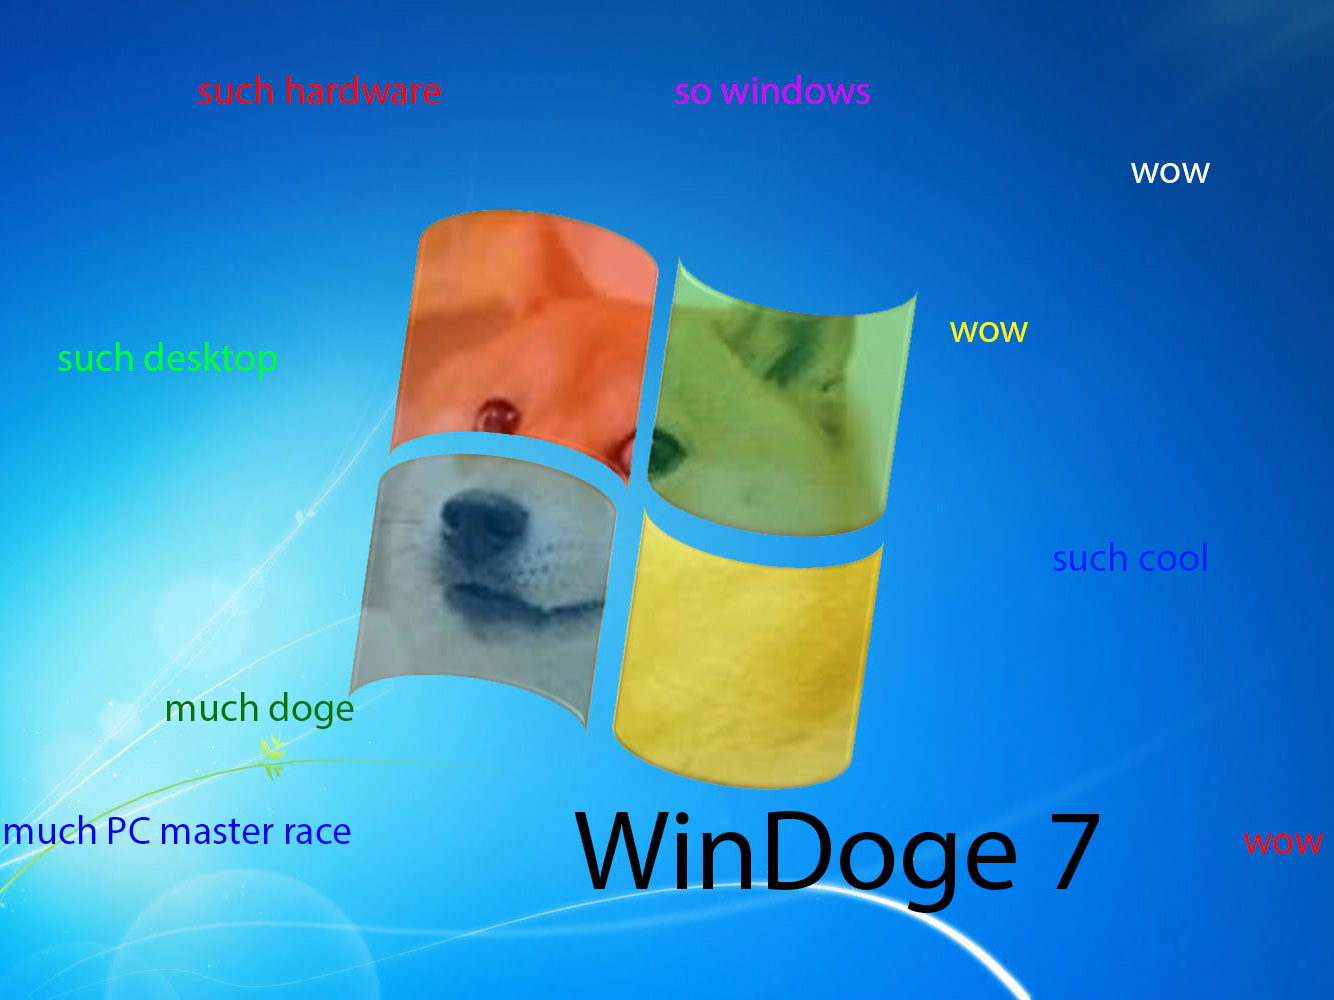 such hardware
so windows
wow
wow
such desktop
such cool
much doge
much PC master race
WinDoge 7
wow